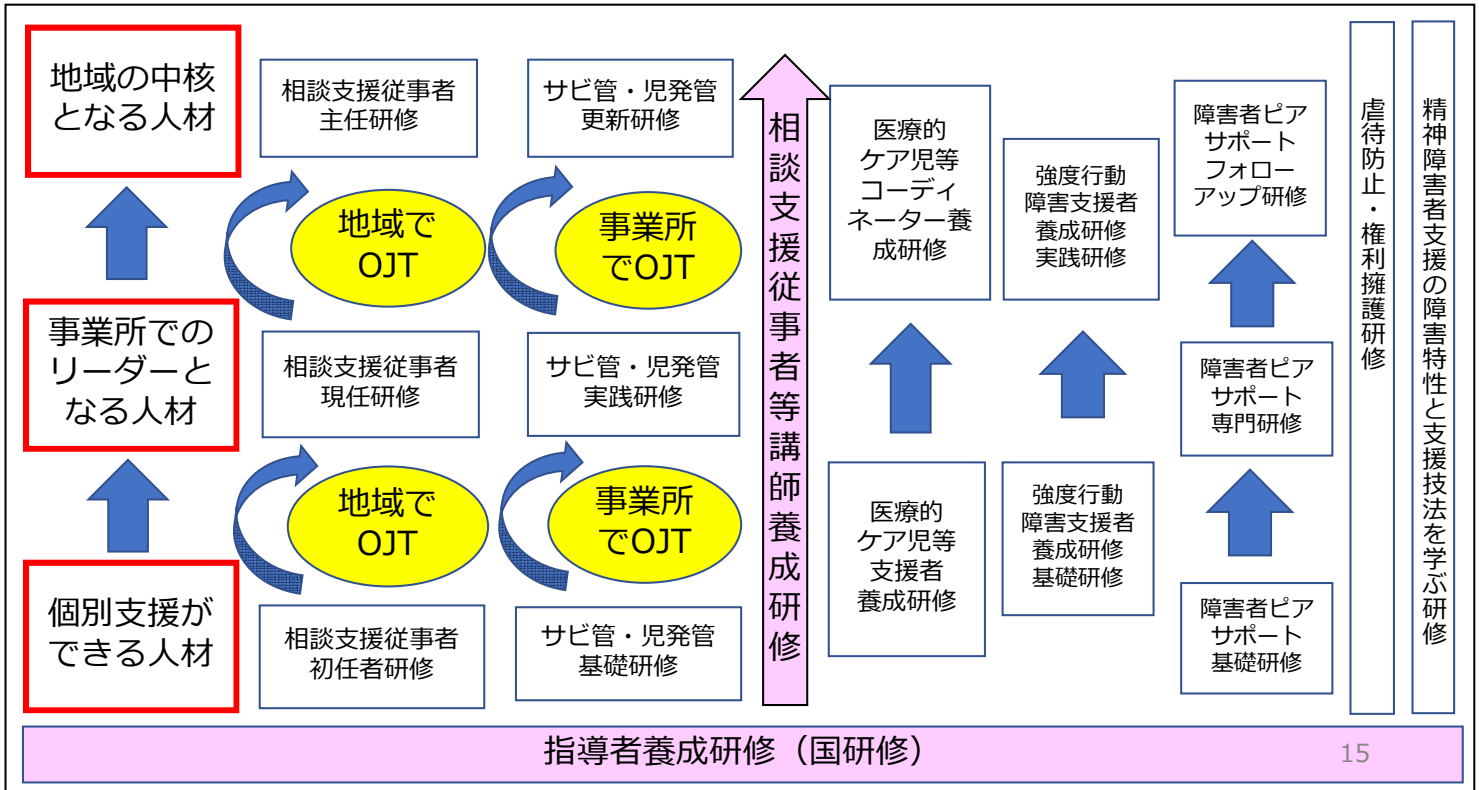 地域の中核
となる人材
事業所での
リーダーと
なる人材
個別支援が
できる人材
相談支援従事者
主任研修
地域で
OJT
相談支援従事者
現任研修
地域で
OJT
相談支援従事者
初任者研修
サビ管・児発管
更新研修
事業所
でOJT
サビ管・児発管
実践研修
事業所
でOJT
サビ管・児発管
基礎研修
相談支援従事者等講師養成研修
医療的
ケア児等
コーディ
ネーター養
成研修
医療的
ケア児等
支援者
養成研修
強度行動
障害支援者
養成研修
実践研修
強度行動
障害支援者
養成研修
基礎研修
障害者ピア
サポート
フォロー
アップ研修
障害者ピア
サポート
専門研修
障害者ピア
サポート
基礎研修
虐待防止・権利擁護研修
精神障害者支援の障害特性と支援技法を学ぶ研修
指導者養成研修（国研修）
15